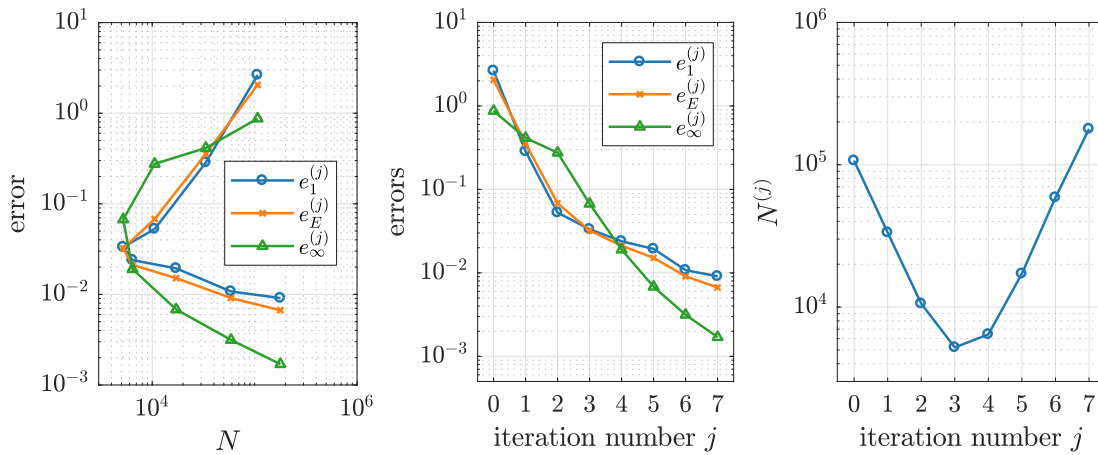 10^1
10^0
10^{-1}
10^{-2}
10^{-3}
error
10^4
10^6
N
e_1^{(j)}
e_E^{(j)}
e_∞^{(j)}
10^1
10^0
10^{-1}
10^{-2}
10^{-3}
errors
0 1 2 3 4 5 6 7
iteration number j
e_1^{(j)}
e_E^{(j)}
e_∞^{(j)}
10^6
10^5
10^4
N^{(j)}
0 1 2 3 4 5 6 7
iteration number j